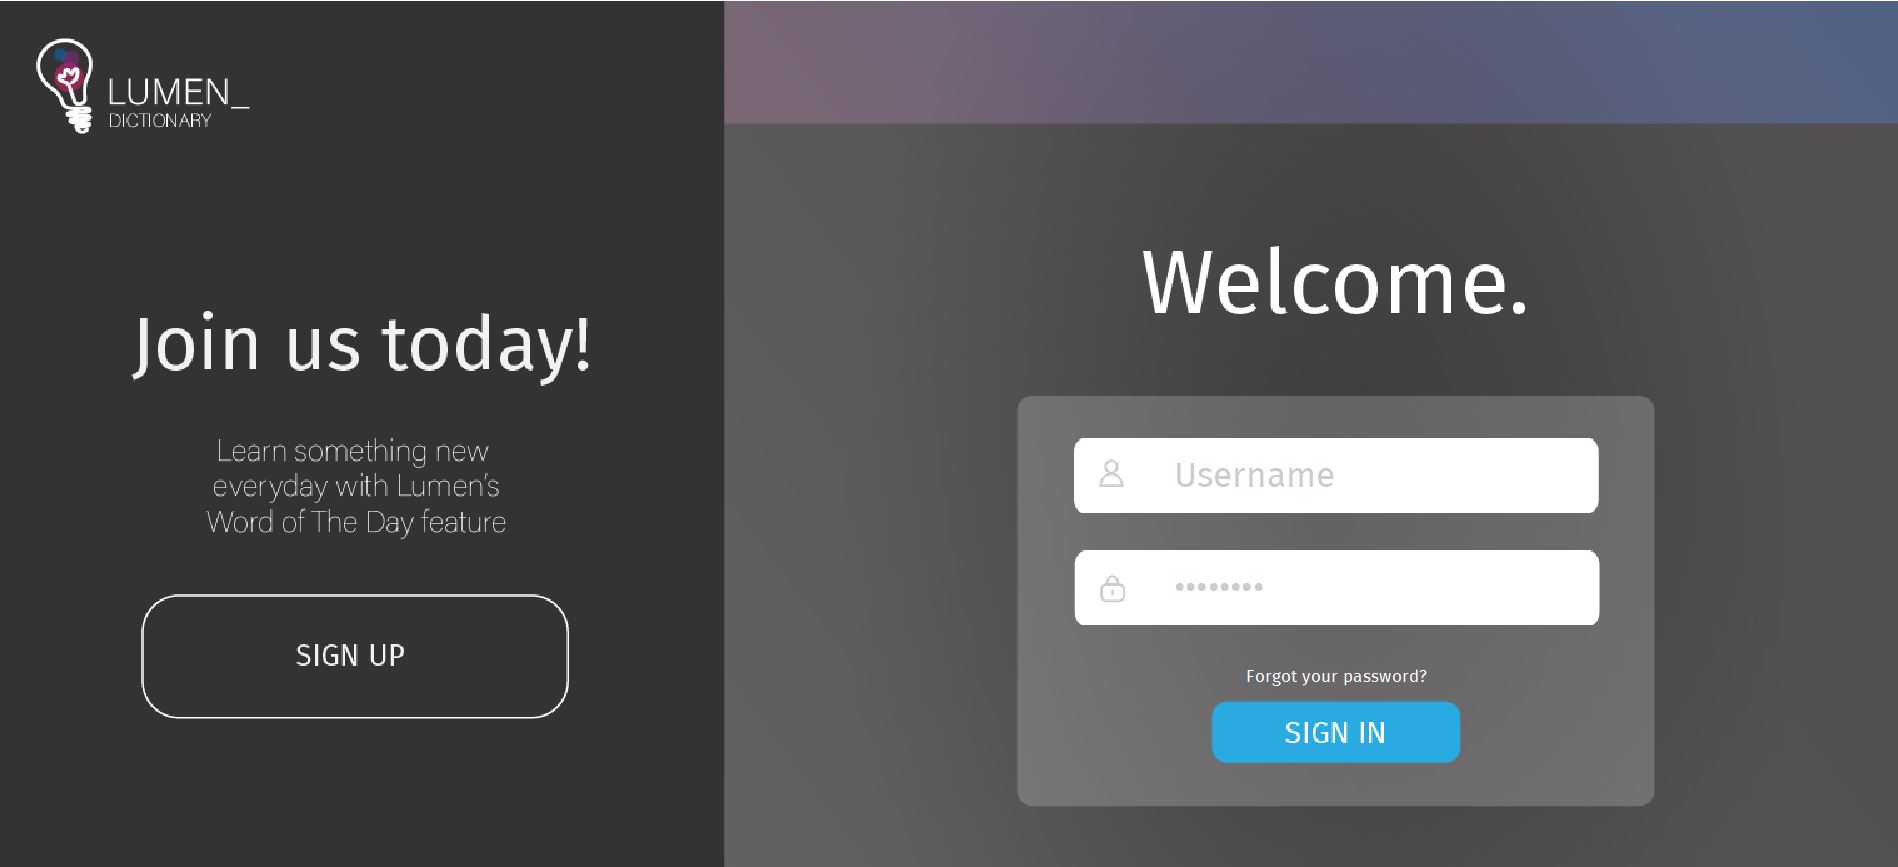 LUMEN_
DICTIONARY
Join us today!
Learn something new
everyday with Lumen's
Word of The Day feature
SIGN UP
Welcome.
Username
••••••••
Forgot your password?
SIGN IN